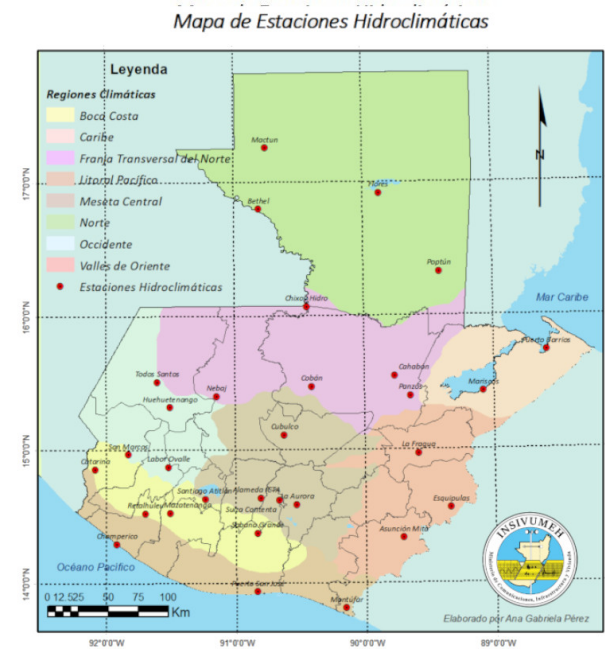 Mapa de Estaciones Hidroclimáticas
Leyenda
Regiones Climáticas
Boca Costa
Caribe
Franja Transversal del Norte
Litoral Pacífico
Meseta Central
Norte
Occidente
Valles de Oriente
Estaciones Hidroclimáticas
N
17°0'0"N
16°0'0"N
15°0'0"N
14°0'0"N
Mactun
Flores
Bethel
Poptún
Chixoy Hidro
Mar Caribe
Puerto Barrios
Todos Santos
Nebaj
Cobán
Cahabón
Panzós
Mariscos
Huehuetenango
Cubulco
La Fragua
San Marcos
Labor Ovalle
Catarina
Santiago Atitlán
Alameda ICTA
La Aurora
Esquipulas
Retalhuleu
Mazatenango
Suiza Contenta
Sabana Grande
Asunción Mita
Champerico
Océano Pacífico
Montúfar
INSIVUMEH
0 12.525 50 75 100
Km
Elaborado por Ana Gabriela Pérez
92°0'0"W
91°0'0"W
90°0'0"W
89°0'0"W